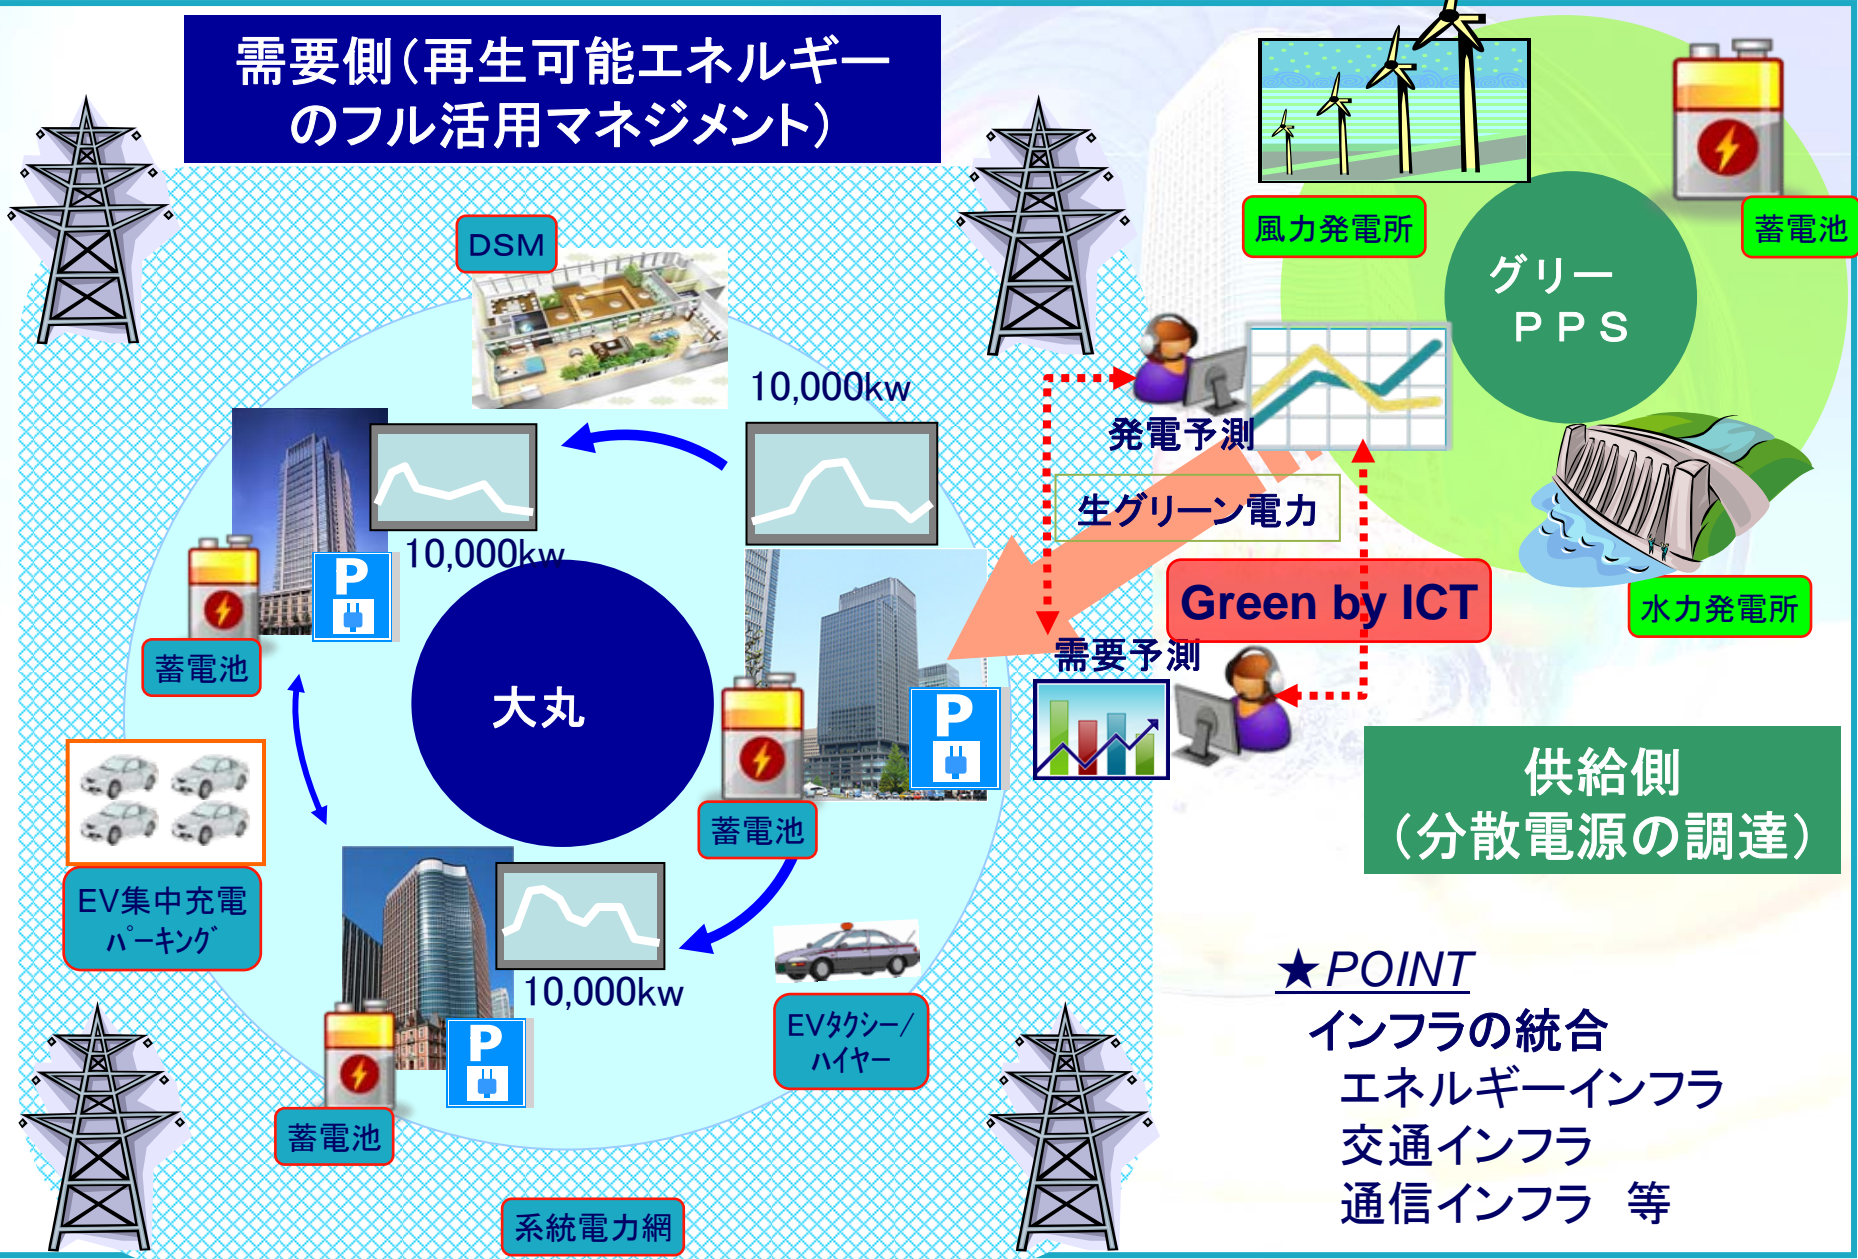 需要側(再生可能エネルギー
のフル活用マネジメント)
DSM
10,000kw
10,000kw
P
蓄電池
大丸
P
蓄電池
EV集中充電
パーキング
10,000kw
P
蓄電池
EVタクシー/
ハイヤー
系統電力網
風力発電所
蓄電池
グリー
PPS
発電予測
生グリーン電力
Green by ICT
水力発電所
需要予測
供給側
(分散電源の調達)
★POINT
インフラの統合
エネルギーインフラ
交通インフラ
通信インフラ 等